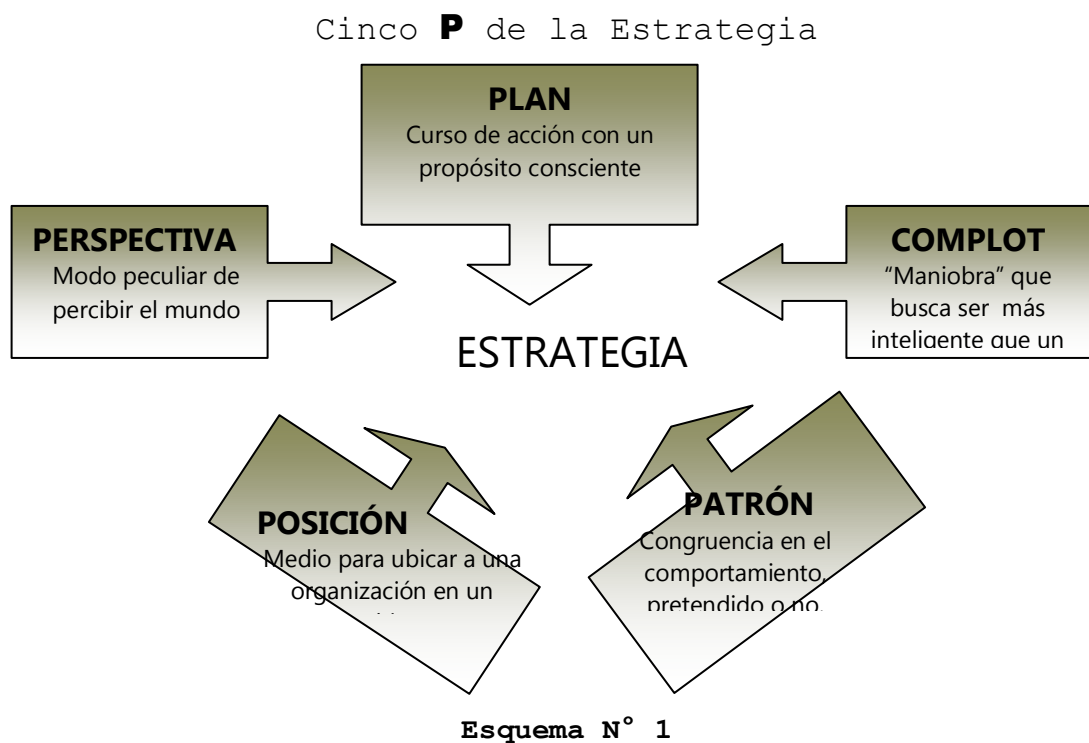 Cinco P de la Estrategia
PLAN
Curso de acción con un
propósito consciente
PERSPECTIVA
Modo peculiar de
percibir el mundo
COMPLOT
“Maniobra” que
busca ser más
inteligente que un
ESTRATEGIA
POSICIÓN
Medio para ubicar a una
organización en un
PATRÓN
Congruencia en el
comportamiento,
pretendido o no.
Esquema N° 1